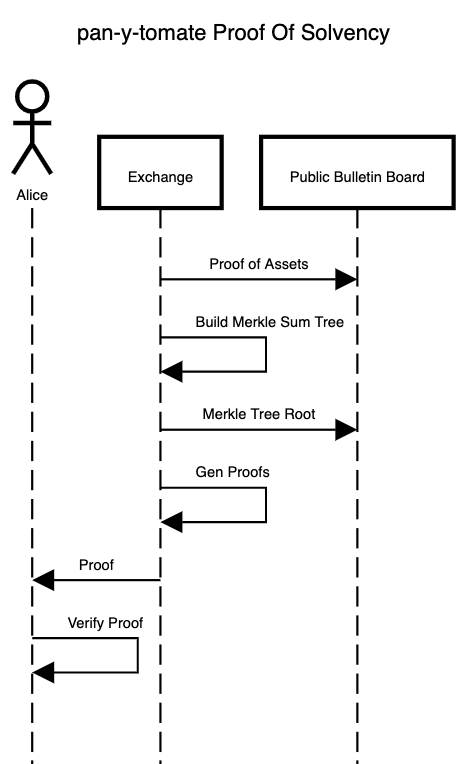 pan-y-tomate Proof Of Solvency
Alice
Exchange
Public Bulletin Board
Proof of Assets
Build Merkle Sum Tree
Merkle Tree Root
Gen Proofs
Proof
Verify Proof